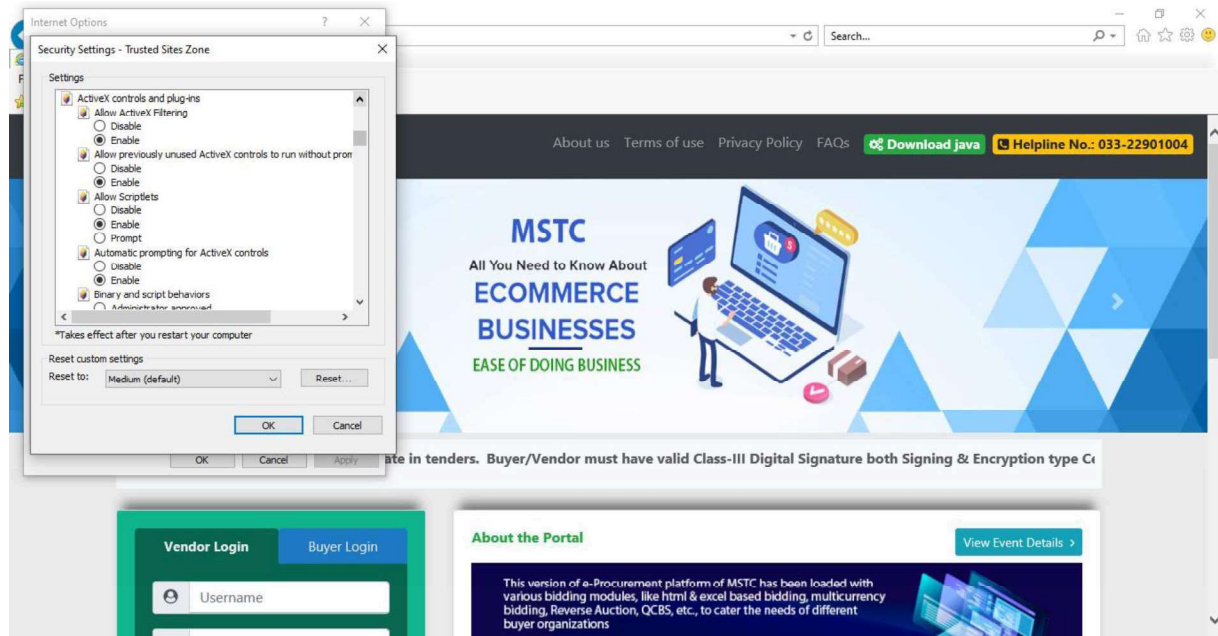 Internet Options
Search...
Security Settings - Trusted Sites Zone
Settings
ActiveX controls and plug-ins
Allow ActiveX Filtering
Disable
Enable
Allow previously unused ActiveX controls to run without prom
Disable
Enable
Allow Scriptlets
Disable
Enable
Prompt
Automatic prompting for ActiveX controls
Disable
Enable
Binary and script behaviors
Administrator approved
*Takes effect after you restart your computer
Reset custom settings
Reset to: Medium (default) Reset...
OK Cancel
OK Cancel Apply
About us Terms of use Privacy Policy FAQs Download java Helpline No.: 033-22901004
MSTC
All You Need to Know About
ECOMMERCE
BUSINESSES
EASE OF DOING BUSINESS
5
ate in tenders. Buyer/Vendor must have valid Class-III Digital Signature both Signing & Encryption type Ce
Vendor Login Buyer Login
Username
About the Portal
View Event Details
This version of e-Procurement platform of MSTC has been loaded with
various bidding modules, like html & excel based bidding, multicurrency
bidding, Reverse Auction, QCBS, etc., to cater the needs of different
buyer organizations